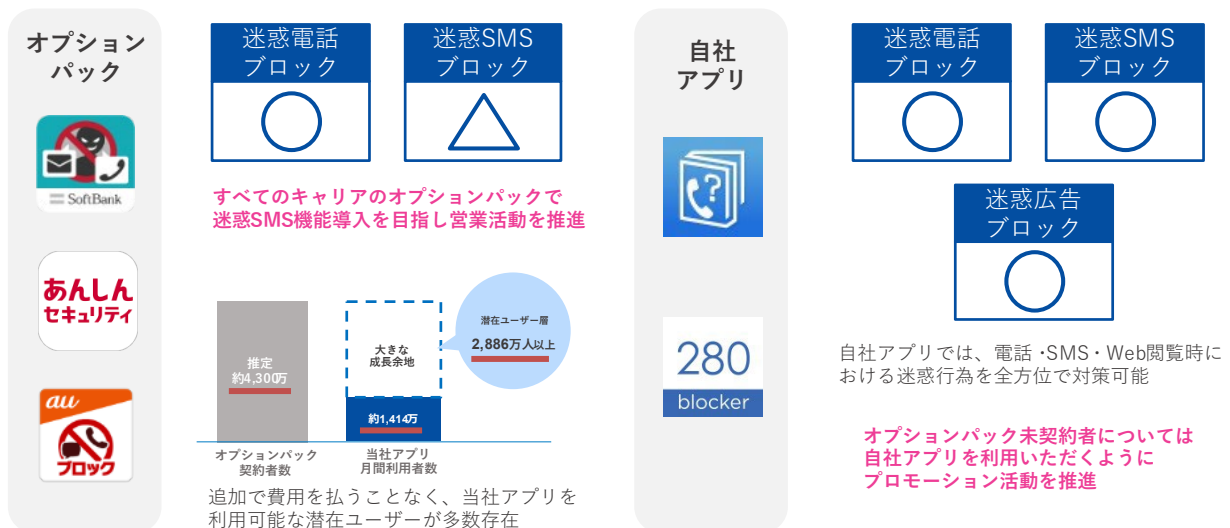 オプション
パック
SoftBank
あんしん
セキュリティ
au
ブロック
迷惑電話
ブロック
迷惑SMS
ブロック
すべてのキャリアのオプションパックで
迷惑SMS機能導入を目指し営業活動を推進
推定
約4,300万
大きな
成長余地
約1,414万
潜在ユーザー層
2,886万人以上
オプションパック
契約者数
当社アプリ
月間利用者数
追加で費用を払うことなく、当社アプリを
利用可能な潜在ユーザーが多数存在
自社
アプリ
?
280
blocker
迷惑電話
ブロック
迷惑SMS
ブロック
迷惑広告
ブロック
自社アプリでは、電話・SMS・Web閲覧時に
おける迷惑行為を全方位で対策可能
オプションパック未契約者については
自社アプリを利用いただくように
プロモーション活動を推進